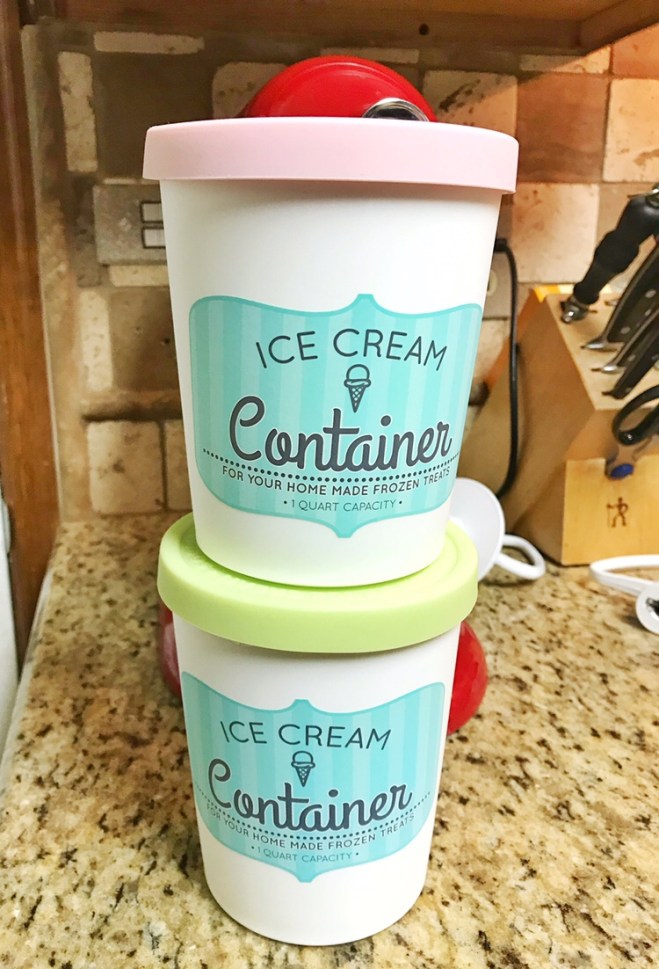 ICE CREAM
Container
FOR YOUR HOME MADE FROZEN TREATS
• 1 QUART CAPACITY •
ICE CREAM
Container
FOR YOUR HOME MADE FROZEN TREATS
• 1 QUART CAPACITY •